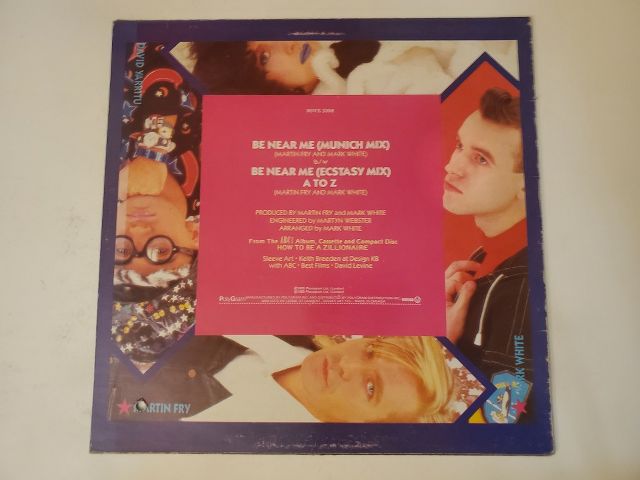 DAVID YARRITU
BE NEAR ME (MUNICH MIX)
(MARTIN FRY AND MARK WHITE)
b/w
BE NEAR ME (ECSTASY MIX)
A TO Z
(MARTIN FRY AND MARK WHITE)
PRODUCED BY MARTIN FRY and MARK WHITE
ENGINEERED BY MARTYN WEBSTER
ARRANGED BY MARK WHITE
From The ABC's Album, Cassette and Compact Disc
HOW TO BE A ZILLIONAIRE
Sleeve Art • Keith Breeden at Design KB
with ABC • Best Films • David Levine
PolyGram
MARK WHITE
MARTIN FRY